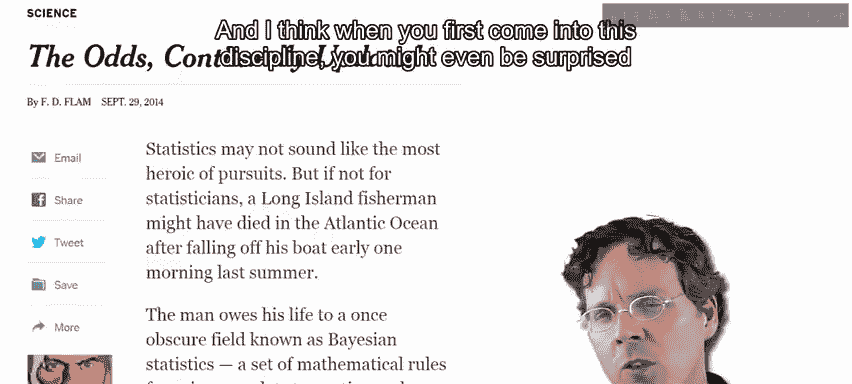 SCIENCE
And I think when you first come into this
discipline, you might even be surprised
The Odds,
By F. D. FLAM SEPT. 29, 2014
Email
Share
Tweet
Save
More
Statistics may not sound like the most
heroic of pursuits. But if not for
statisticians, a Long Island fisherman
might have died in the Atlantic Ocean
after falling off his boat early one
morning last summer.
The man owes his life to a once
obscure field known as Bayesian
statistics — a set of mathematical rules